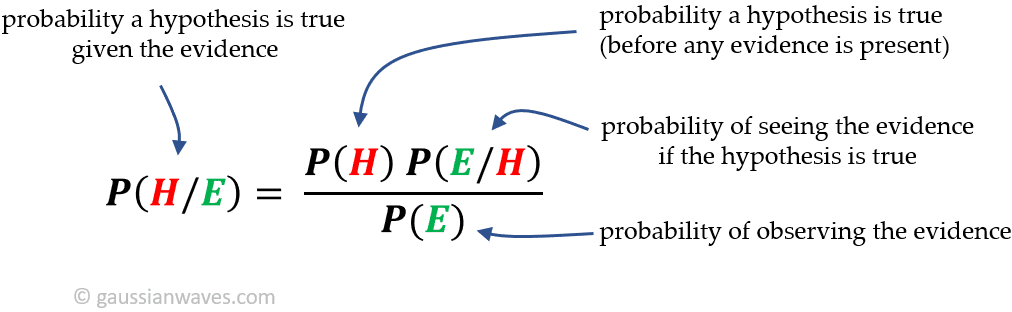 probability a hypothesis is true
given the evidence
probability a hypothesis is true
(before any evidence is present)
probability of seeing the evidence
if the hypothesis is true
P(H/E) = P(H) P(E/H)
P(E)
probability of observing the evidence
© gaussianwaves.com